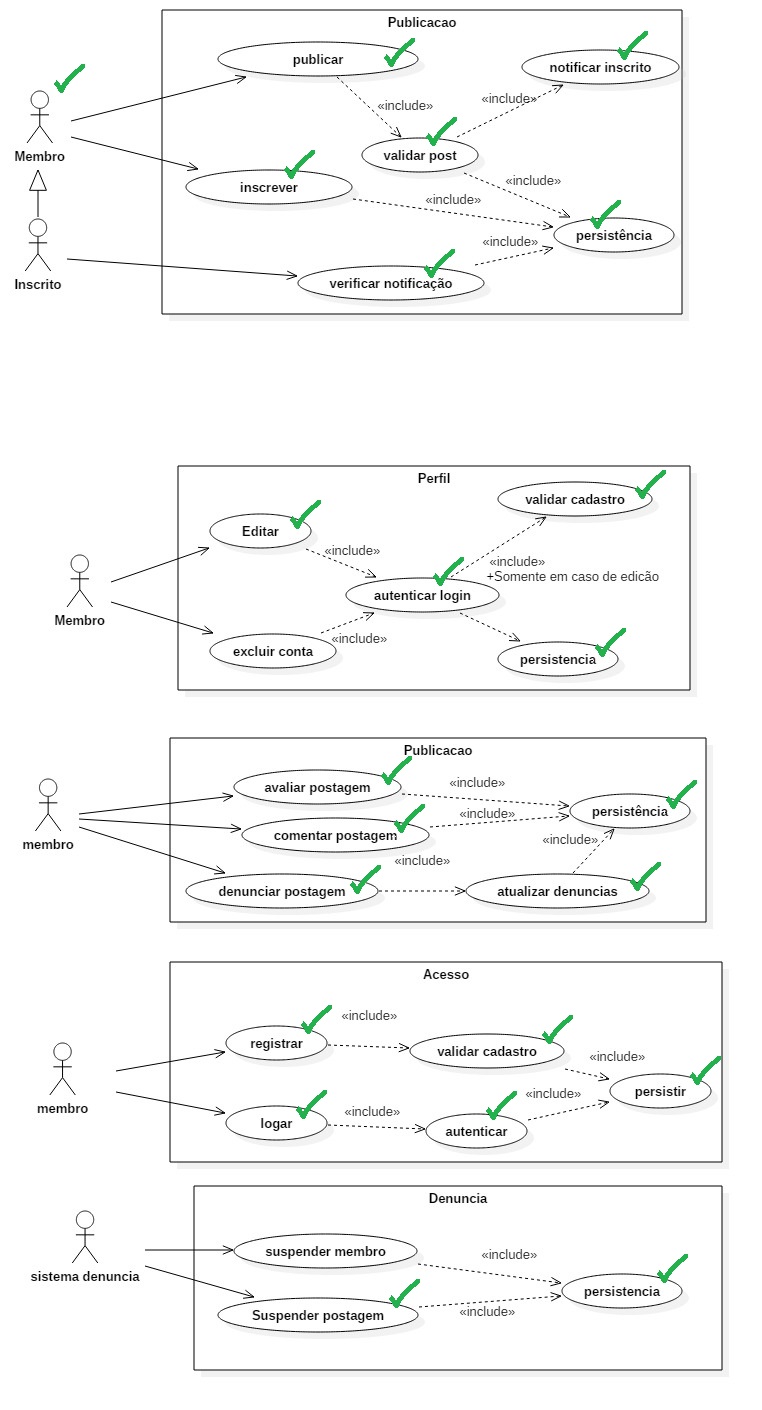 Publicacao
publicar
notificar inscrito
«include»
«include»
Membro
validar post
inscrever
«include»
«include»
persistência
«include»
Inscrito
verificar notificação
Perfil
validar cadastro
Editar
«include»
«include»
+Somente em caso de edicão
autenticar login
Membro
«include»
excluir conta
persistencia
Publicacao
avaliar postagem
«include»
persistência
«include»
comentar postagem
membro
«include»
«include»
denunciar postagem
atualizar denuncias
Acesso
«include»
registrar
validar cadastro
«include»
persistir
«include»
membro
«include»
logar
autenticar
Denuncia
suspender membro
«include»
sistema denuncia
persistencia
«include»
Suspender postagem